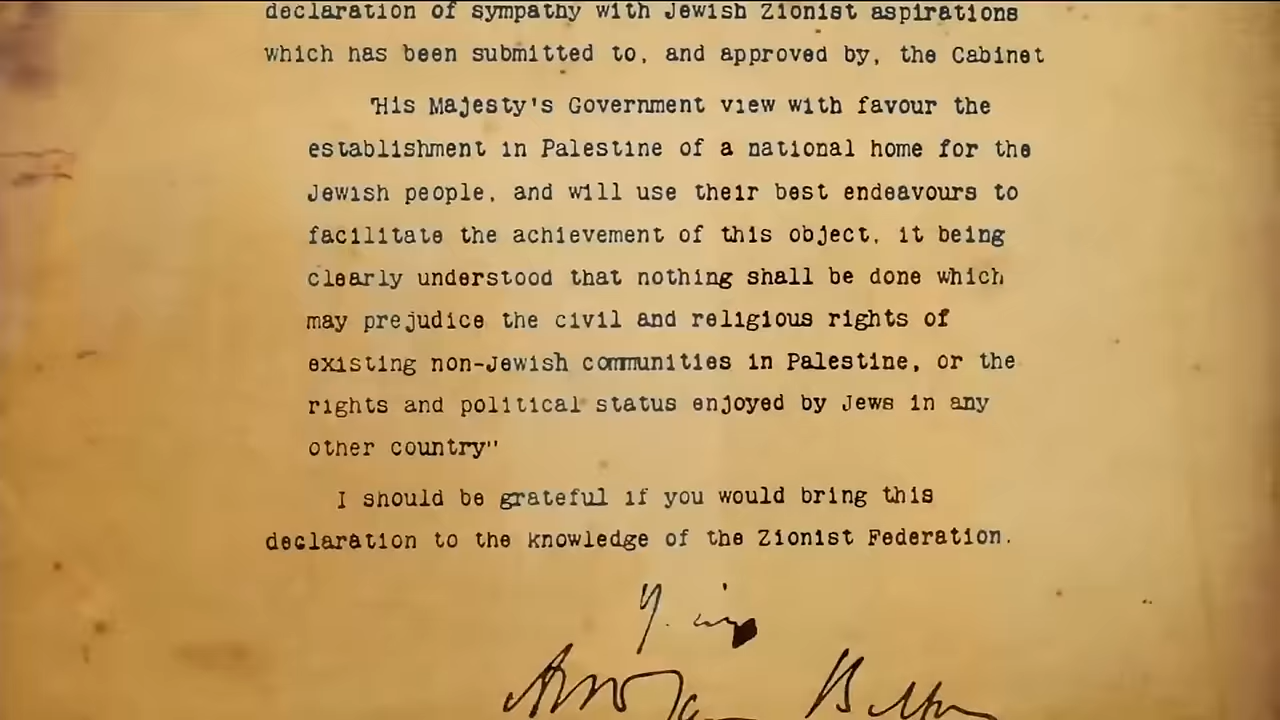 declaration of sympathy with Jewish Zionist aspirations
which has been submitted to, and approved by, the Cabinet
"His Majesty's Government view with favour the
establishment in Palestine of a national home for the
Jewish people, and will use their best endeavours to
facilitate the achievement of this object, it being
clearly understood that nothing shall be done which
may prejudice the civil and religious rights of
existing non-Jewish communities in Palestine, or the
rights and political status enjoyed by Jews in any
other country"
I should be grateful if you would bring this
declaration to the knowledge of the Zionist Federation.